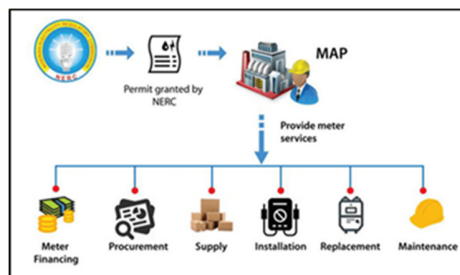 NERC
Permit granted by
NERC
MAP
Provide meter
services
Meter
Financing
Procurement
Supply
Installation
Replacement
Maintenance